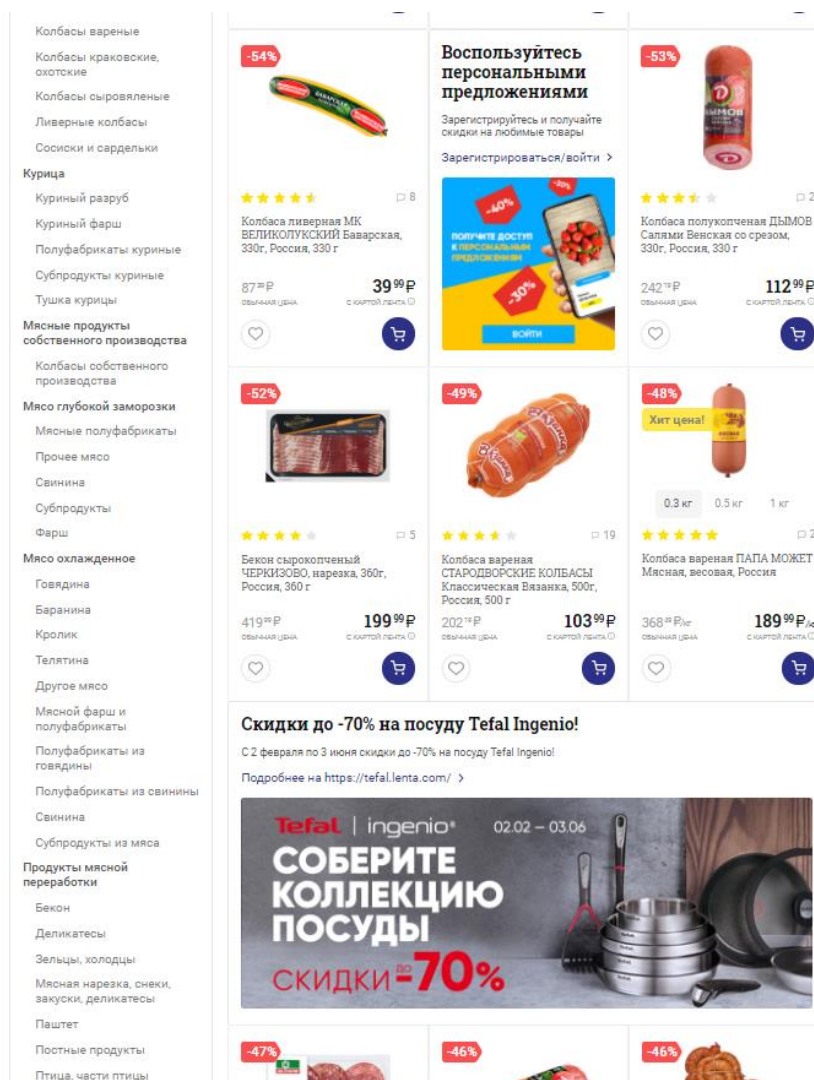 Колбасы вареные
Колбасы краковские,
охотские
Колбасы сыровяленые
Ливерные колбасы
Сосиски и сардельки
Курица
Куриный разруб
Куриный фарш
Полуфабрикаты куриные
Субпродукты куриные
Тушка курицы
Мясные продукты
собственного производства
Колбасы собственного
производства
Мясо глубокой заморозки
Мясные полуфабрикаты
Прочее мясо
Свинина
Субпродукты
Фарш
Мясо охлажденное
Говядина
Баранина
Кролик
Телятина
Другое мясо
Мясной фарш и
полуфабрикаты
Полуфабрикаты из
говядины
Полуфабрикаты из свинины
Свинина
Субпродукты из мяса
Продукты мясной
переработки
Бекон
Деликатесы
Зельцы, холодцы
Мясная нарезка, снеки,
закуски, деликатесы
Паштет
Постные продукты
Птица, части птицы
-54%
8
Колбаса ливерная МК
ВЕЛИКОЛУКСКИЙ Баварская,
330г, Россия, 330 г
87 ₽
39 99 ₽
ОБЫЧНАЯ ЦЕНА
С КАРТОЙ ЛЕНТА
Воспользуйтесь
персональными
предложениями
Зарегистрируйтесь и получайте
скидки на любимые товары
Зарегистрироваться/войти >
-40%
-20%
ПОЛУЧИТЕ ДОСТУП
К ПЕРСОНАЛЬНЫМ
ПРЕДЛОЖЕНИЯМ
-30%
ВОЙТИ
-53%
ДЫМОВ
2
Колбаса полукопченая ДЫМОВ
Салями Венская со срезом,
330г, Россия, 330 г
242 ₽
112 99 ₽
ОБЫЧНАЯ ЦЕНА
С КАРТОЙ ЛЕНТА
-52%
5
Бекон сырокопченый
ЧЕРКИЗОВО, нарезка, 360г,
Россия, 360 г
419 ₽
199 99 ₽
ОБЫЧНАЯ ЦЕНА
С КАРТОЙ ЛЕНТА
-49%
Вязанка
19
Колбаса вареная
СТАРОДВОРСКИЕ КОЛБАСЫ
Классическая Вязанка, 500г,
Россия, 500 г
202 ₽
103 99 ₽
ОБЫЧНАЯ ЦЕНА
С КАРТОЙ ЛЕНТА
-48%
Хит цена!
0.3 кг 0.5 кг 1 кг
2
Колбаса вареная ПАПА МОЖЕТ
Мясная, весовая, Россия
368 ₽/кг
189 99 ₽/к
ОБЫЧНАЯ ЦЕНА
С КАРТОЙ ЛЕНТА
Скидки до -70% на посуду Tefal Ingenio!
С 2 февраля по 3 июня скидки до -70% на посуду Tefal Ingenio!
Подробнее на https://tefal.lenta.com/ >
Tefal | ingenio® 02.02 – 03.06
СОБЕРИТЕ
КОЛЛЕКЦИЮ
ПОСУДЫ
СКИДКИ ДО -70%
-47%
-46%
-46%